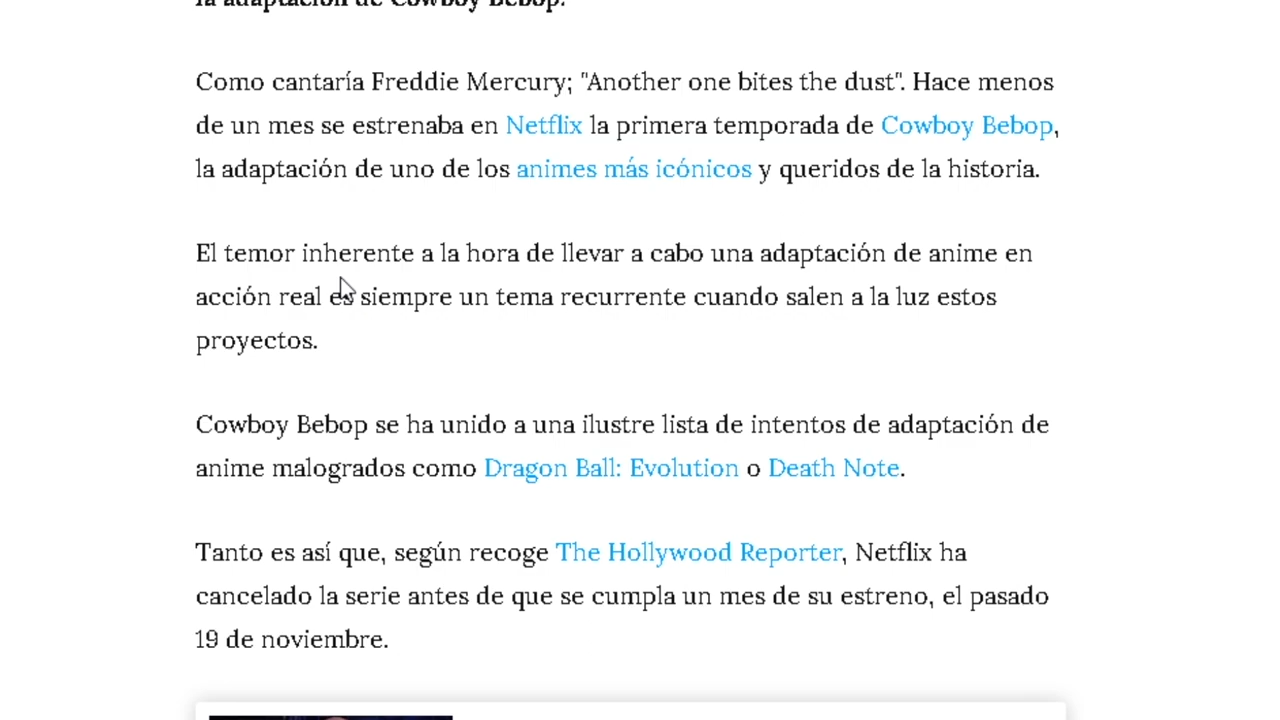 la adaptación de Cowboy Bebop.
Como cantaría Freddie Mercury; "Another one bites the dust". Hace menos
de un mes se estrenaba en Netflix la primera temporada de Cowboy Bebop,
la adaptación de uno de los animes más icónicos y queridos de la historia.
El temor inherente a la hora de llevar a cabo una adaptación de anime en
acción real es siempre un tema recurrente cuando salen a la luz estos
proyectos.
Cowboy Bebop se ha unido a una ilustre lista de intentos de adaptación de
anime malogrados como Dragon Ball: Evolution o Death Note.
Tanto es así que, según recoge The Hollywood Reporter, Netflix ha
cancelado la serie antes de que se cumpla un mes de su estreno, el pasado
19 de noviembre.